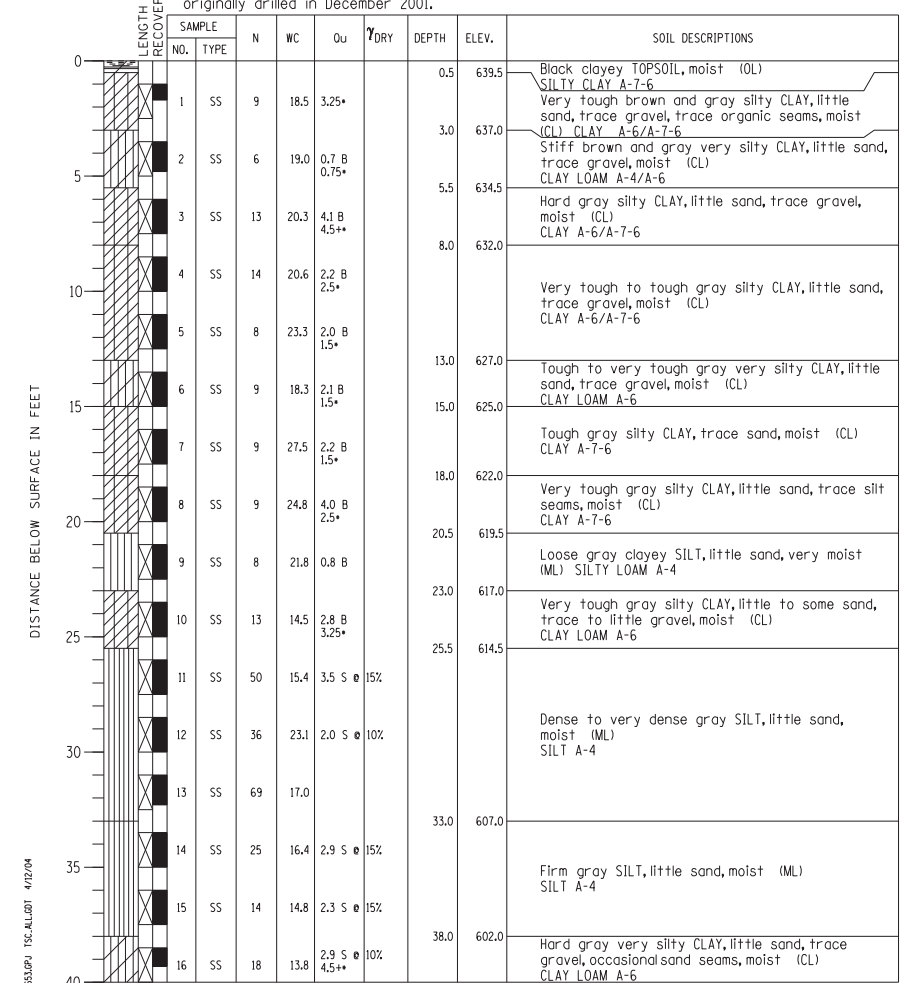 originally drilled in December 2001.
LENGTH
RECOVER
SAMPLE
NO. TYPE N WC Qu γDRY DEPTH ELEV. SOIL DESCRIPTIONS
0
0.5 639.5 Black clayey TOPSOIL, moist (OL)
SILTY CLAY A-7-6
1 SS 9 18.5 3.25* Very tough brown and gray silty CLAY, little
sand, trace gravel, trace organic seams, moist
3.0 637.0 (CL) CLAY A-6/A-7-6
2 SS 6 19.0 0.7 B Stiff brown and gray very silty CLAY, little sand,
0.75* trace gravel, moist (CL)
5 CLAY LOAM A-4/A-6
5.5 634.5
3 SS 13 20.3 4.1 B Hard gray silty CLAY, little sand, trace gravel,
4.5+* moist (CL)
CLAY A-6/A-7-6
8.0 632.0
4 SS 14 20.6 2.2 B Very tough to tough gray silty CLAY, little sand,
2.5* trace gravel, moist (CL)
10 CLAY A-6/A-7-6
5 SS 8 23.3 2.0 B
1.5*
13.0 627.0
6 SS 9 18.3 2.1 B Tough to very tough gray very silty CLAY, little
1.5* sand, trace gravel, moist (CL)
CLAY LOAM A-6
15 15.0 625.0
7 SS 9 27.5 2.2 B Tough gray silty CLAY, trace sand, moist (CL)
1.5* CLAY A-7-6
18.0 622.0
8 SS 9 24.8 4.0 B Very tough gray silty CLAY, little sand, trace silt
2.5* seams, moist (CL)
20 CLAY A-7-6
20.5 619.5
9 SS 8 21.8 0.8 B Loose gray clayey SILT, little sand, very moist
(ML) SILTY LOAM A-4
23.0 617.0
10 SS 13 14.5 2.8 B Very tough gray silty CLAY, little to some sand,
3.25* trace to little gravel, moist (CL)
25 CLAY LOAM A-6
25.5 614.5
11 SS 50 15.4 3.5 S @ 15%
12 SS 36 23.1 2.0 S @ 10% Dense to very dense gray SILT, little sand,
moist (ML)
30 SILT A-4
13 SS 69 17.0
33.0 607.0
14 SS 25 16.4 2.9 S @ 15% Firm gray SILT, little sand, moist (ML)
35 SILT A-4
15 SS 14 14.8 2.3 S @ 15%
38.0 602.0
16 SS 18 13.8 2.9 S @ 10% Hard gray very silty CLAY, little sand, trace
4.5+* gravel, occasional sand seams, moist (CL)
40 CLAY LOAM A-6
DISTANCE BELOW SURFACE IN FEET
TSC_ALL.GDT 4/12/04